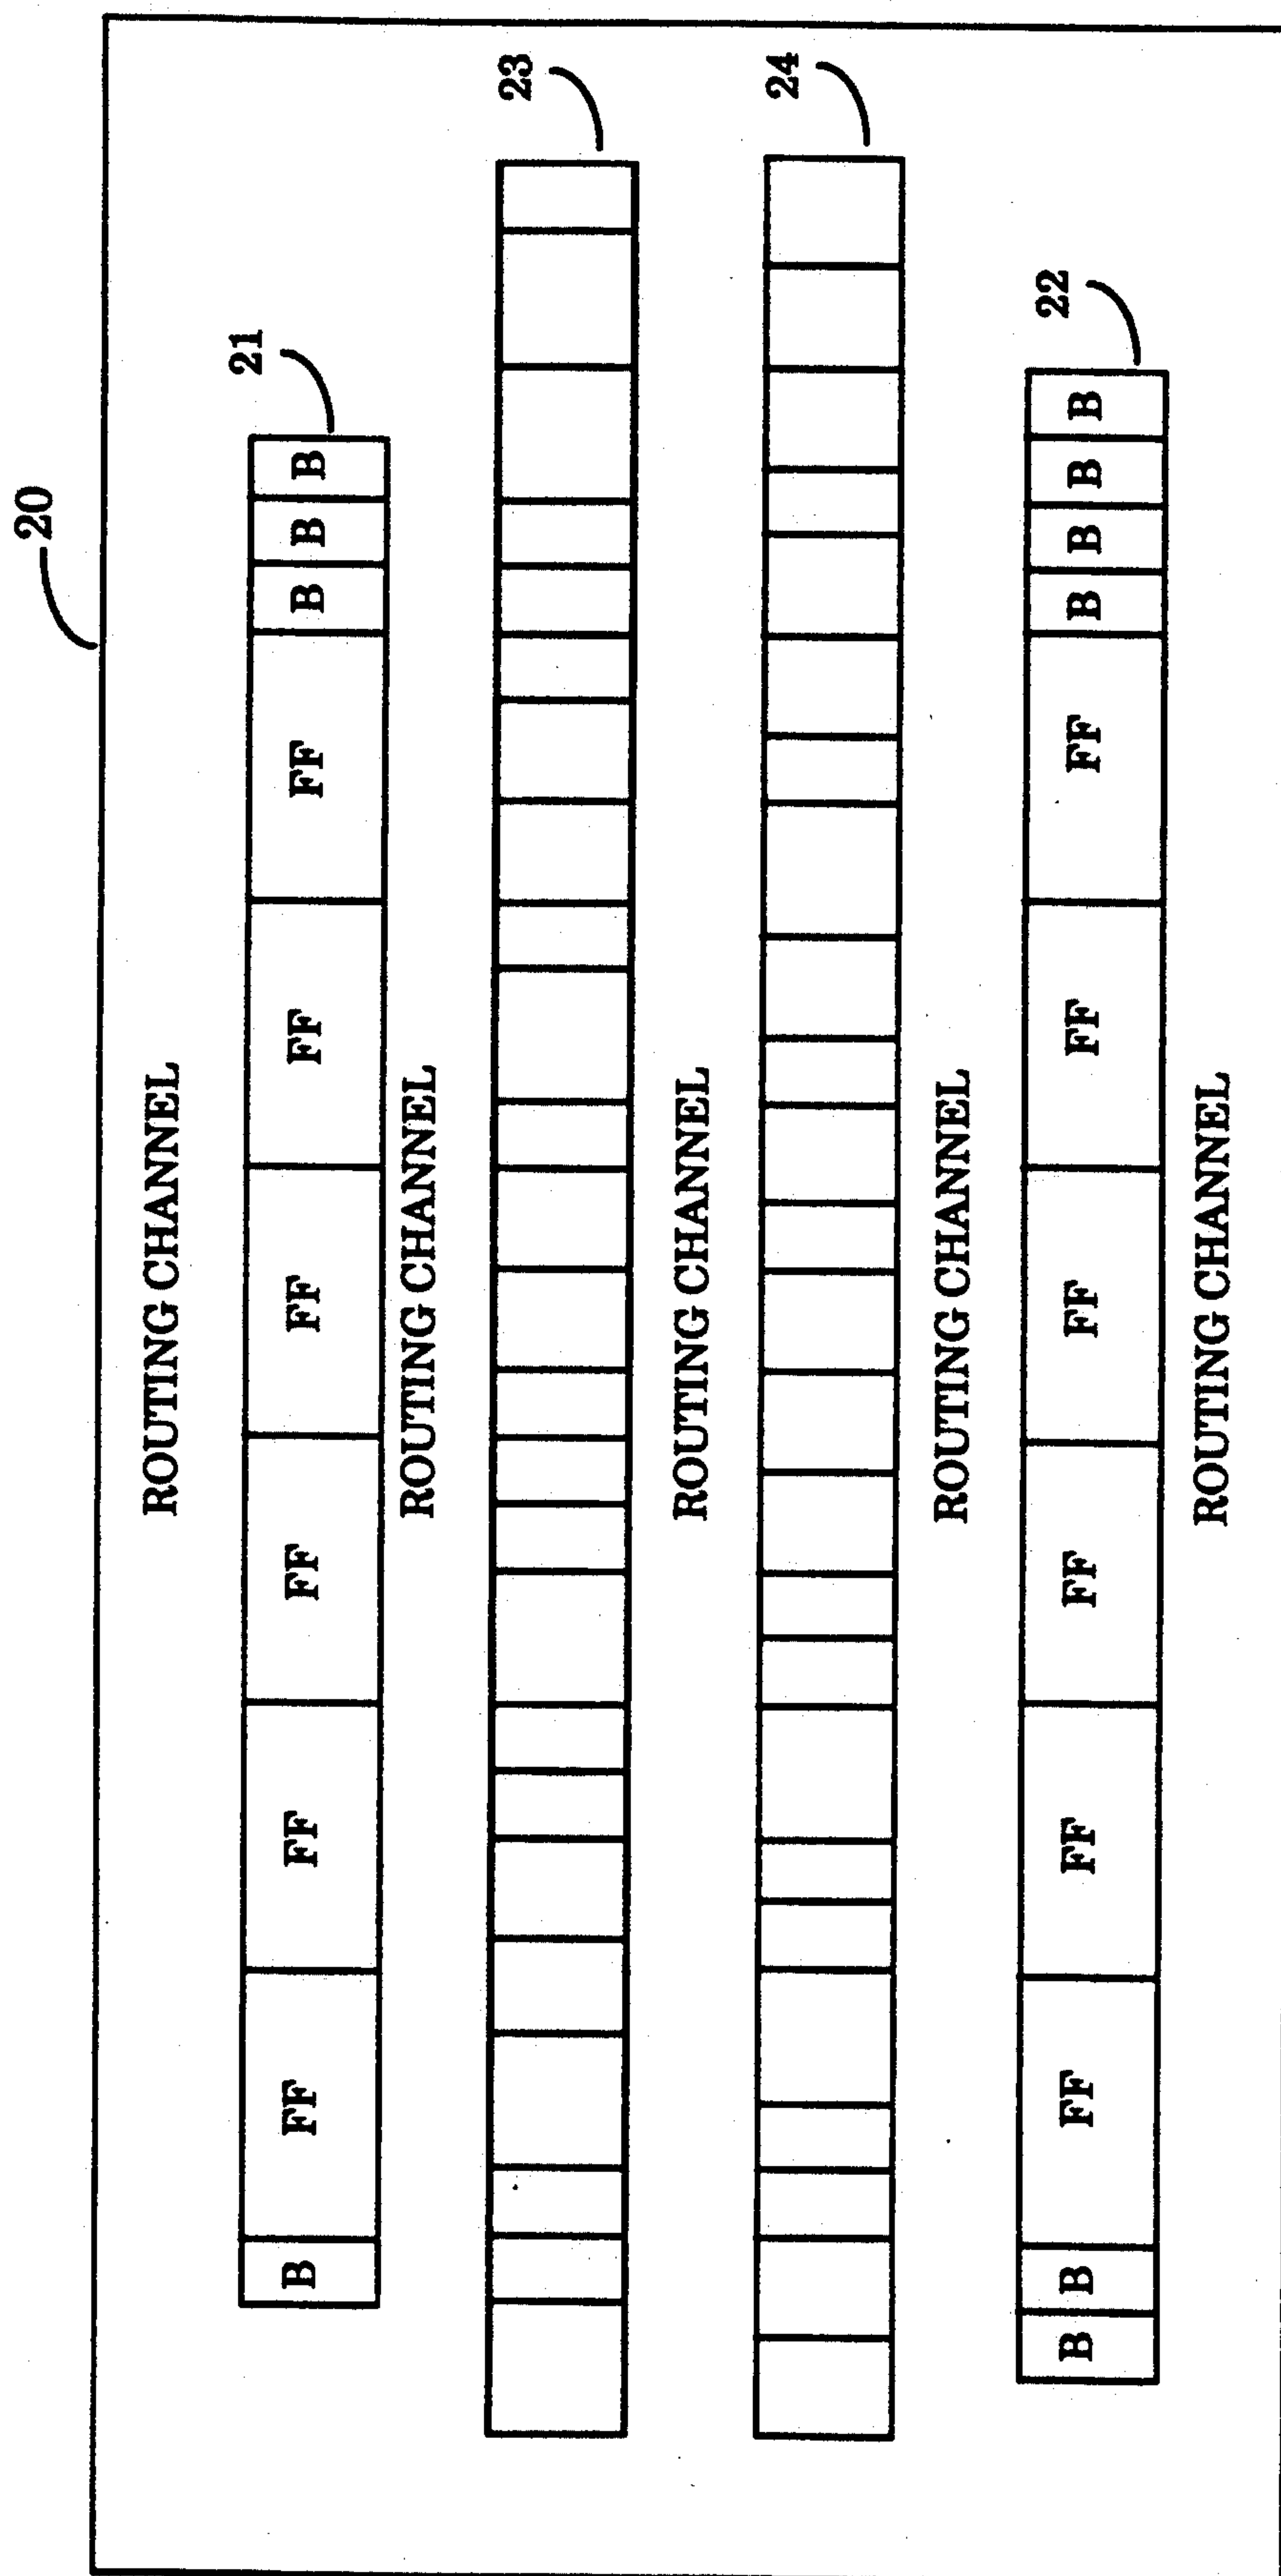 20
ROUTING CHANNEL
21
B FF FF FF FF FF FF B B B
ROUTING CHANNEL
23
ROUTING CHANNEL
24
ROUTING CHANNEL
22
B B FF FF FF FF FF FF B B B B
ROUTING CHANNEL